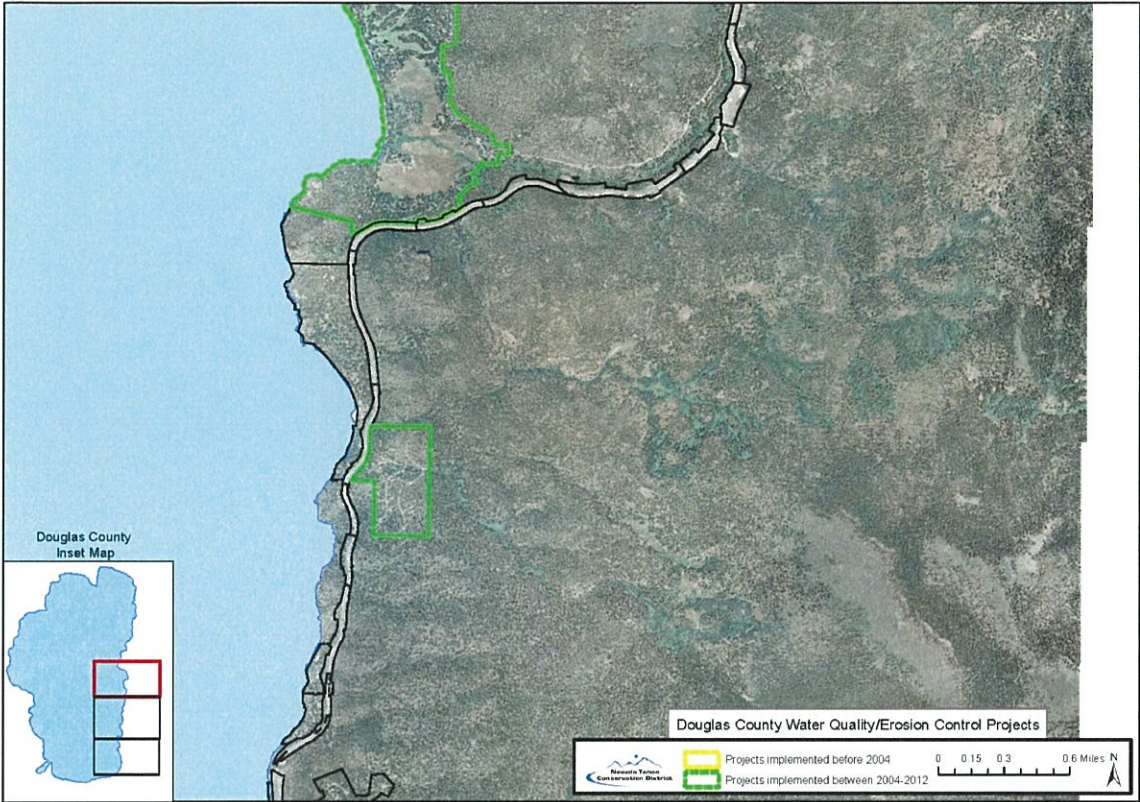 Douglas County
Inset Map
Douglas County Water Quality/Erosion Control Projects
Nevada Tahoe
Conservation District
Projects implemented before 2004
Projects implemented between 2004-2012
0 0.15 0.3 0.6 Miles
N